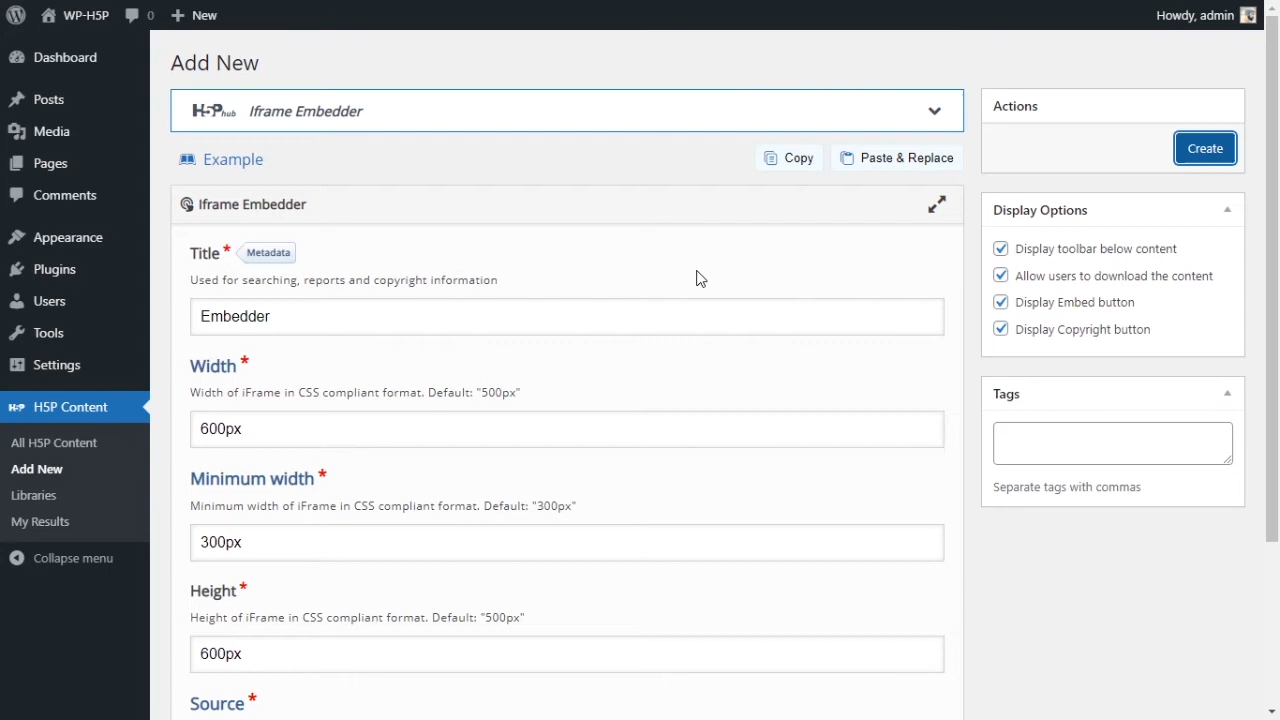 WP-H5P
0
New
Howdy, admin
Dashboard
Posts
Media
Pages
Comments
Appearance
Plugins
Users
Tools
Settings
H5P Content
All H5P Content
Add New
Libraries
My Results
Collapse menu
Add New
H5P hub Iframe Embedder
Example
Copy
Paste & Replace
Iframe Embedder
Title *
Metadata
Used for searching, reports and copyright information
Embedder
Width *
Width of iFrame in CSS compliant format. Default: "500px"
600px
Minimum width *
Minimum width of iFrame in CSS compliant format. Default: "300px"
300px
Height *
Height of iFrame in CSS compliant format. Default: "500px"
600px
Source *
Actions
Create
Display Options
Display toolbar below content
Allow users to download the content
Display Embed button
Display Copyright button
Tags
Separate tags with commas